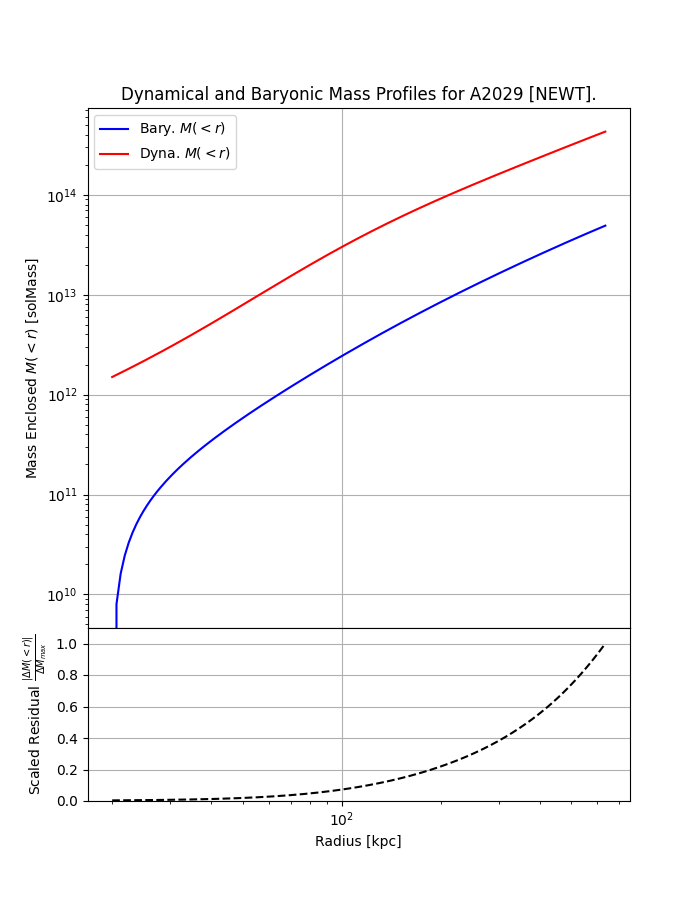 Dynamical and Baryonic Mass Profiles for A2029 [NEWT].
Bary. M(<r)
Dyna. M(<r)
Mass Enclosed M(<r) [solMass]
10^14
10^13
10^12
10^11
10^10
Scaled Residual |ΔM(<r)|/ΔM_max
1.0
0.8
0.6
0.4
0.2
0.0
10^2
Radius [kpc]